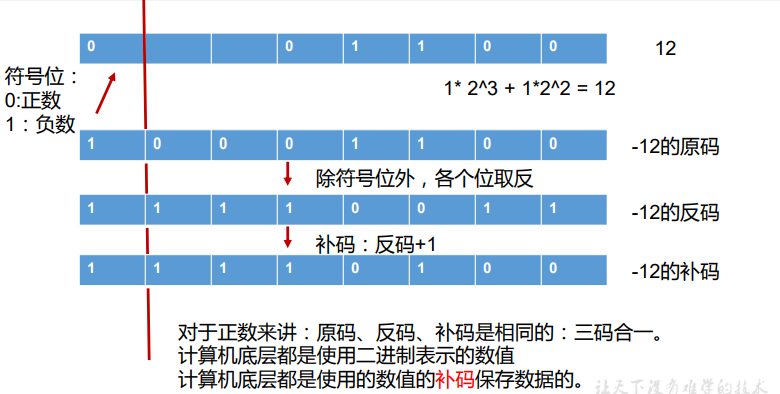 0 0 1 1 0 0 12
符号位：
0:正数
1：负数
1* 2^3 + 1*2^2 = 12
1 0 0 0 1 1 0 0 -12的原码
除符号位外，各个位取反
1 1 1 1 0 0 1 1 -12的反码
补码：反码+1
1 1 1 1 0 1 0 0 -12的补码
对于正数来讲：原码、反码、补码是相同的：三码合一。
计算机底层都是使用二进制表示的数值
计算机底层都是使用的数值的补码保存数据的。
让天下没有难学的技术